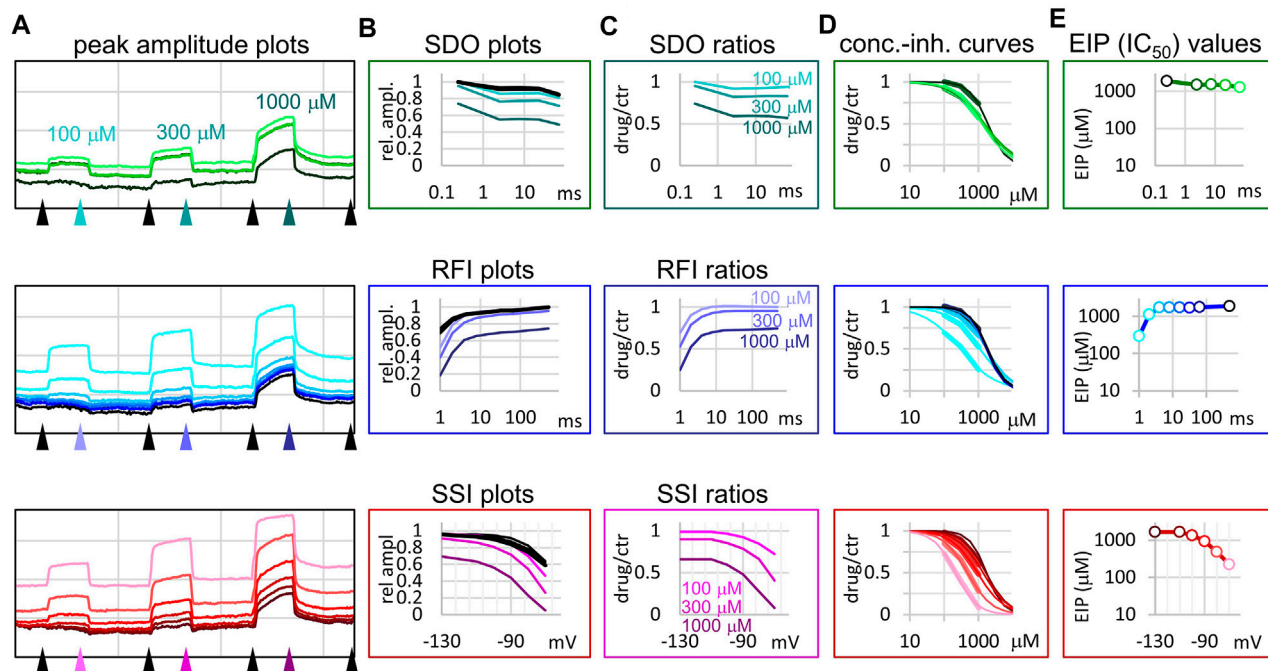 A
B
C
D
E
peak amplitude plots
SDO plots
SDO ratios
conc.-inh. curves
EIP (IC50) values
100 µM
300 µM
1000 µM
rel. ampl.
1
0.8
0.6
0.4
0.2
0
0.1 1 10 ms
drug/ctr
1
0.5
0
100 µM
300 µM
1000 µM
0.1 1 10 ms
1
0.5
0
10 1000 µM
EIP (µM)
1000
100
10
0.1 1 10 ms
RFI plots
RFI ratios
rel. ampl.
1
0.8
0.6
0.4
0.2
0
1 10 100 ms
drug/ctr
1
0.5
0
100 µM
300 µM
1000 µM
1 10 100 ms
1
0.5
0
10 1000 µM
EIP (µM)
1000
100
10
1 10 100 ms
SSI plots
SSI ratios
rel ampl.
1
0.8
0.6
0.4
0.2
0
-130 -90 mV
drug/ctr
1
0.5
0
100 µM
300 µM
1000 µM
-130 -90 mV
1
0.5
0
10 1000 µM
EIP (µM)
1000
100
10
-130 -90 mV